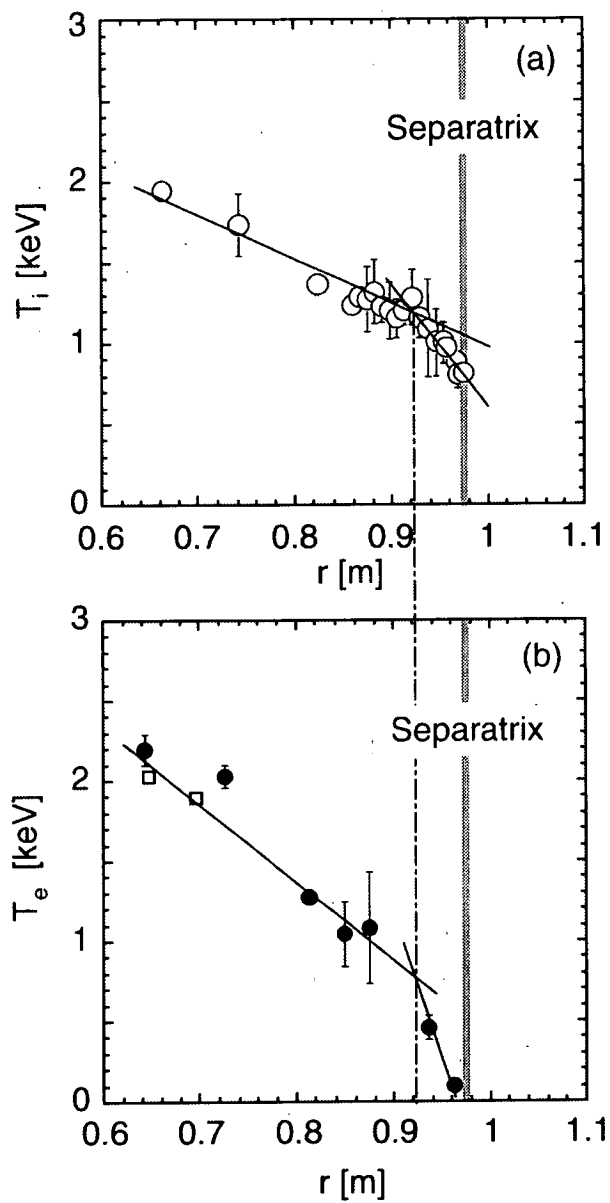 3
(a)
Separatrix
2
T_i [keV]
1
0
0.6 0.7 0.8 0.9 1 1.1
r [m]
3
(b)
Separatrix
2
T_e [keV]
1
0
0.6 0.7 0.8 0.9 1 1.1
r [m]